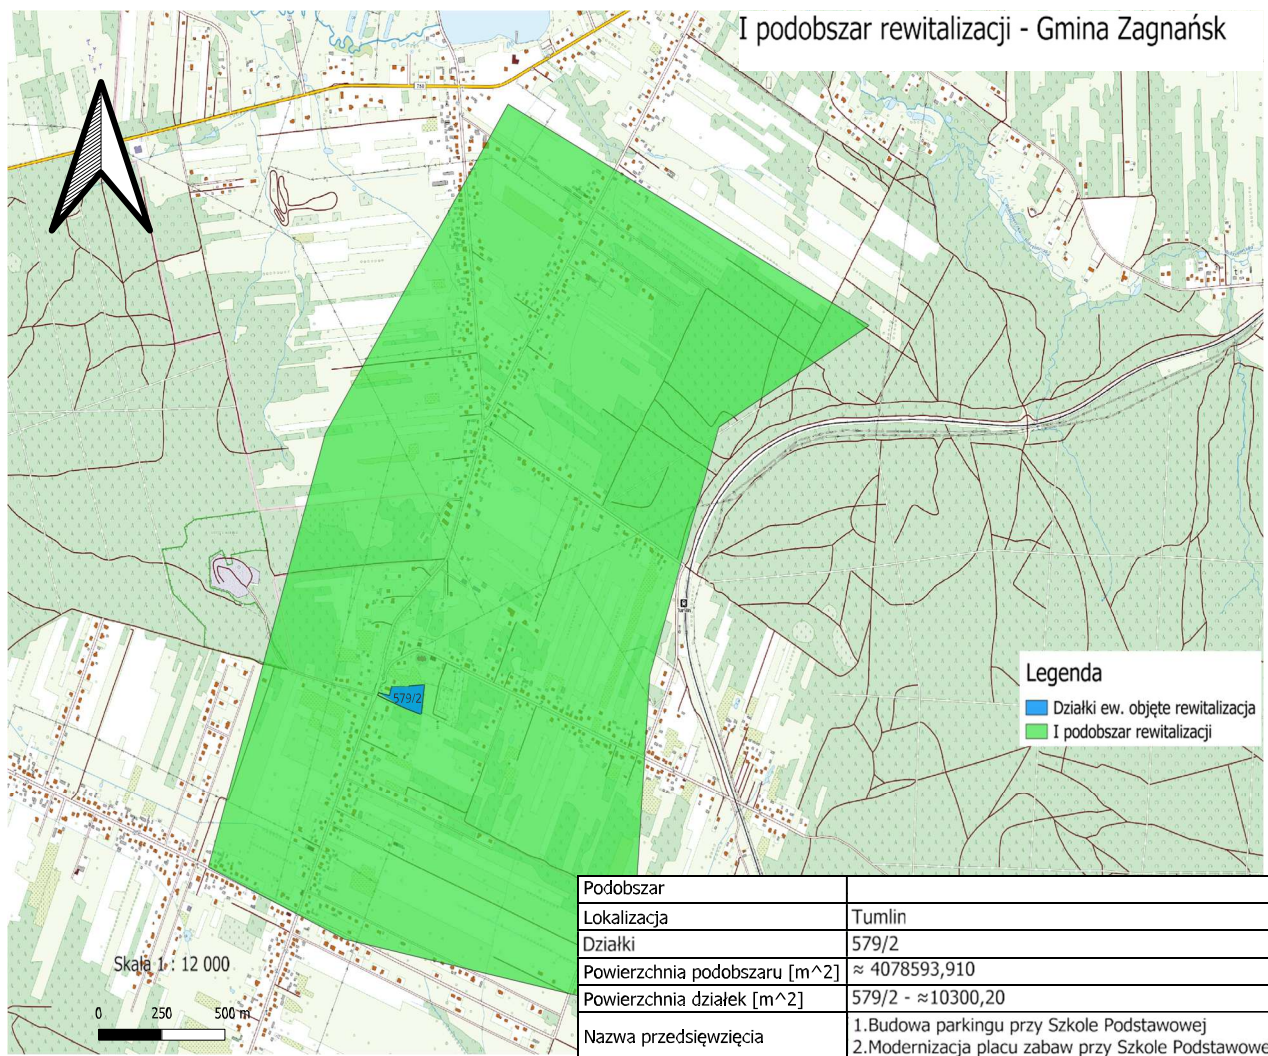 I podobszar rewitalizacji - Gmina Zagnańsk
579/2
Legenda
Działki ew. objęte rewitalizacja
I podobszar rewitalizacji
Skala 1 : 12 000
0 250 500 m
Podobszar
Lokalizacja Tumlin
Działki 579/2
Powierzchnia podobszaru [m^2] ≈ 4078593,910
Powierzchnia działek [m^2] 579/2 - ≈10300,20
Nazwa przedsięwzięcia
1.Budowa parkingu przy Szkole Podstawowej
2.Modernizacja placu zabaw przy Szkole Podstawowe